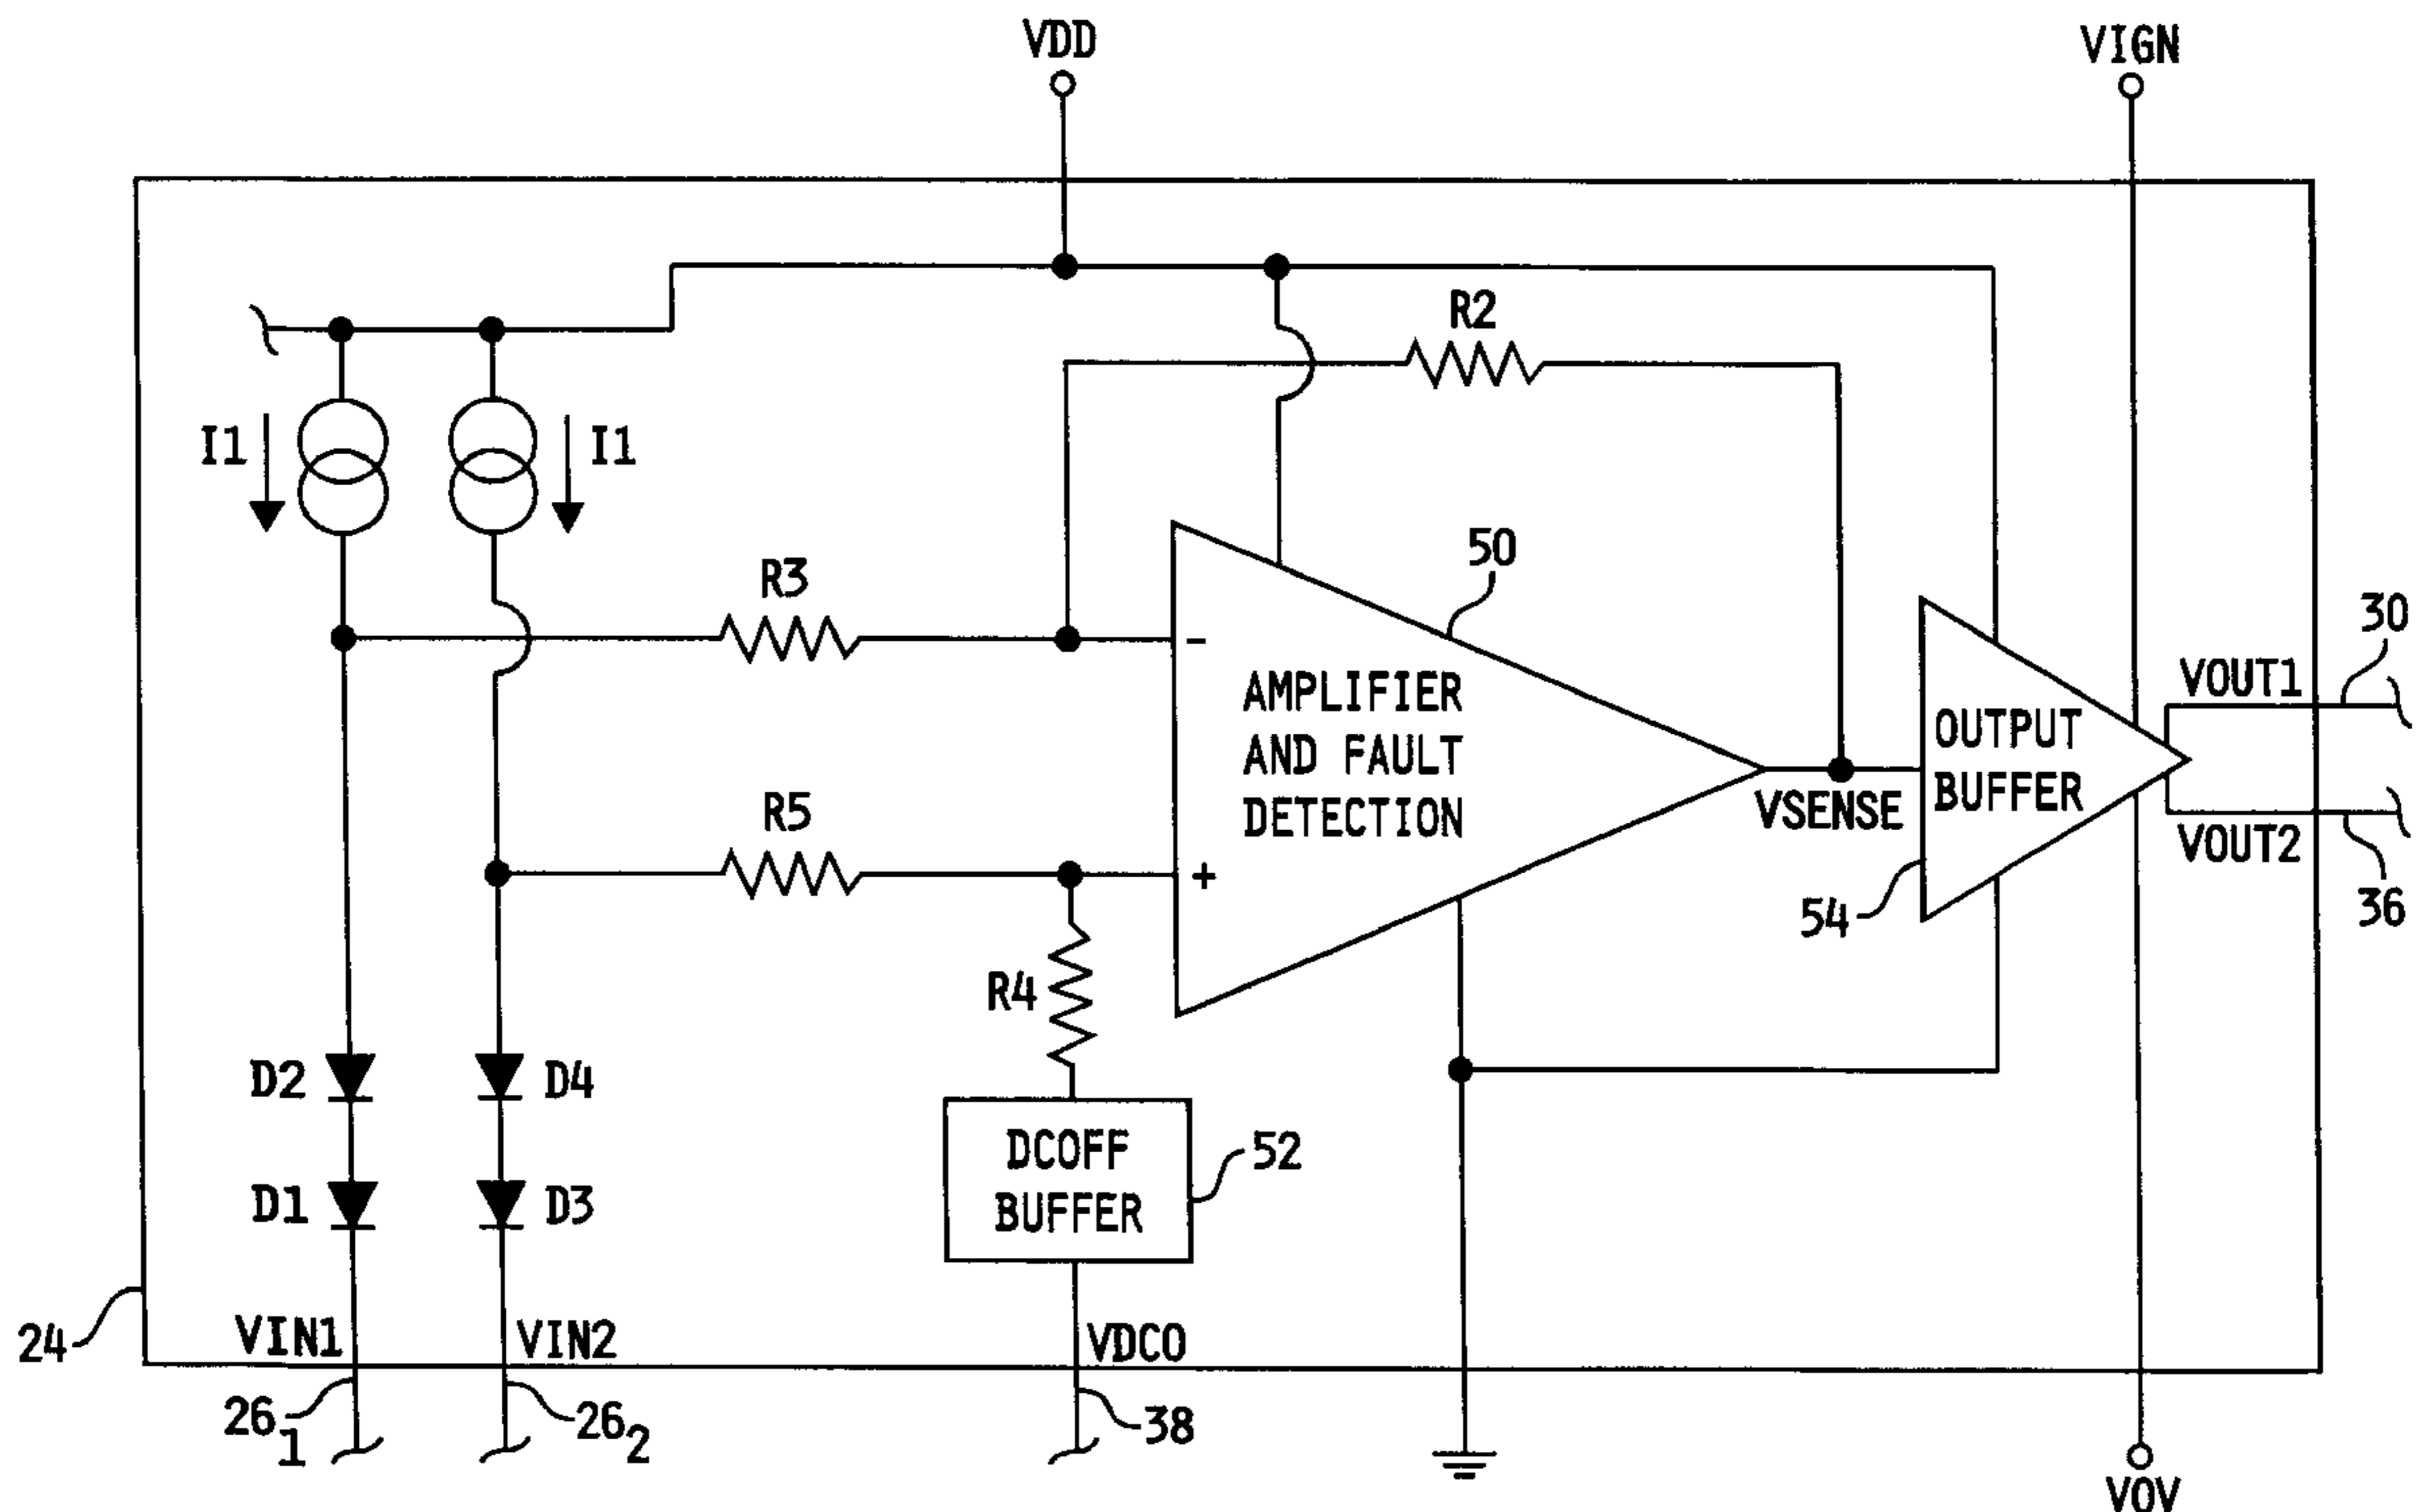 VDD
VIGN
R2
I1
I1
50
R3
30
-
VOUT1
AMPLIFIER
AND FAULT
DETECTION
OUTPUT
BUFFER
R5
VSENSE
VOUT2
+
54
36
R4
D2
D4
DCOFF
BUFFER
52
D1
D3
24
VIN1
VIN2
VDCO
26 1
26 2
38
VOV